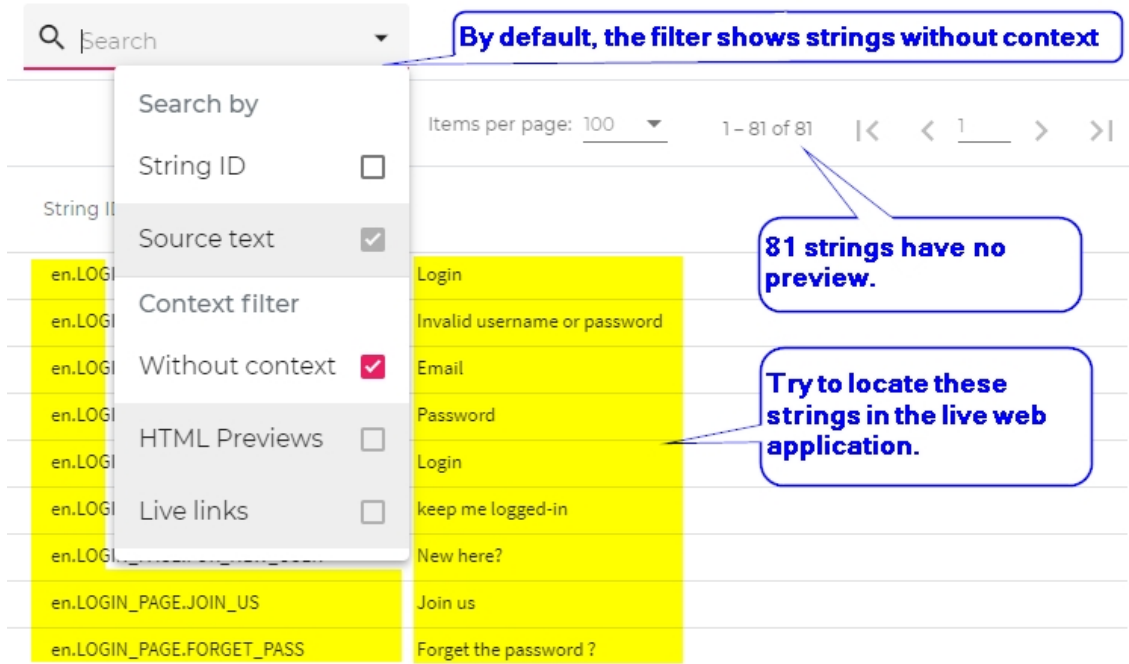 Search
By default, the filter shows strings without context
Search by
Items per page: 100
1 – 81 of 81
1
String ID
String ID
Source text
81 strings have no
preview.
en.LOGI
Login
Context filter
en.LOGI
Invalid username or password
Without context
en.LOGI
Email
Try to locate these
strings in the live web
application.
en.LOGI
Password
HTML Previews
en.LOGI
Login
Live links
en.LOGI
keep me logged-in
New here?
en.LOGIN_PAGE.JOIN_US
Join us
en.LOGIN_PAGE.FORGET_PASS
Forget the password ?